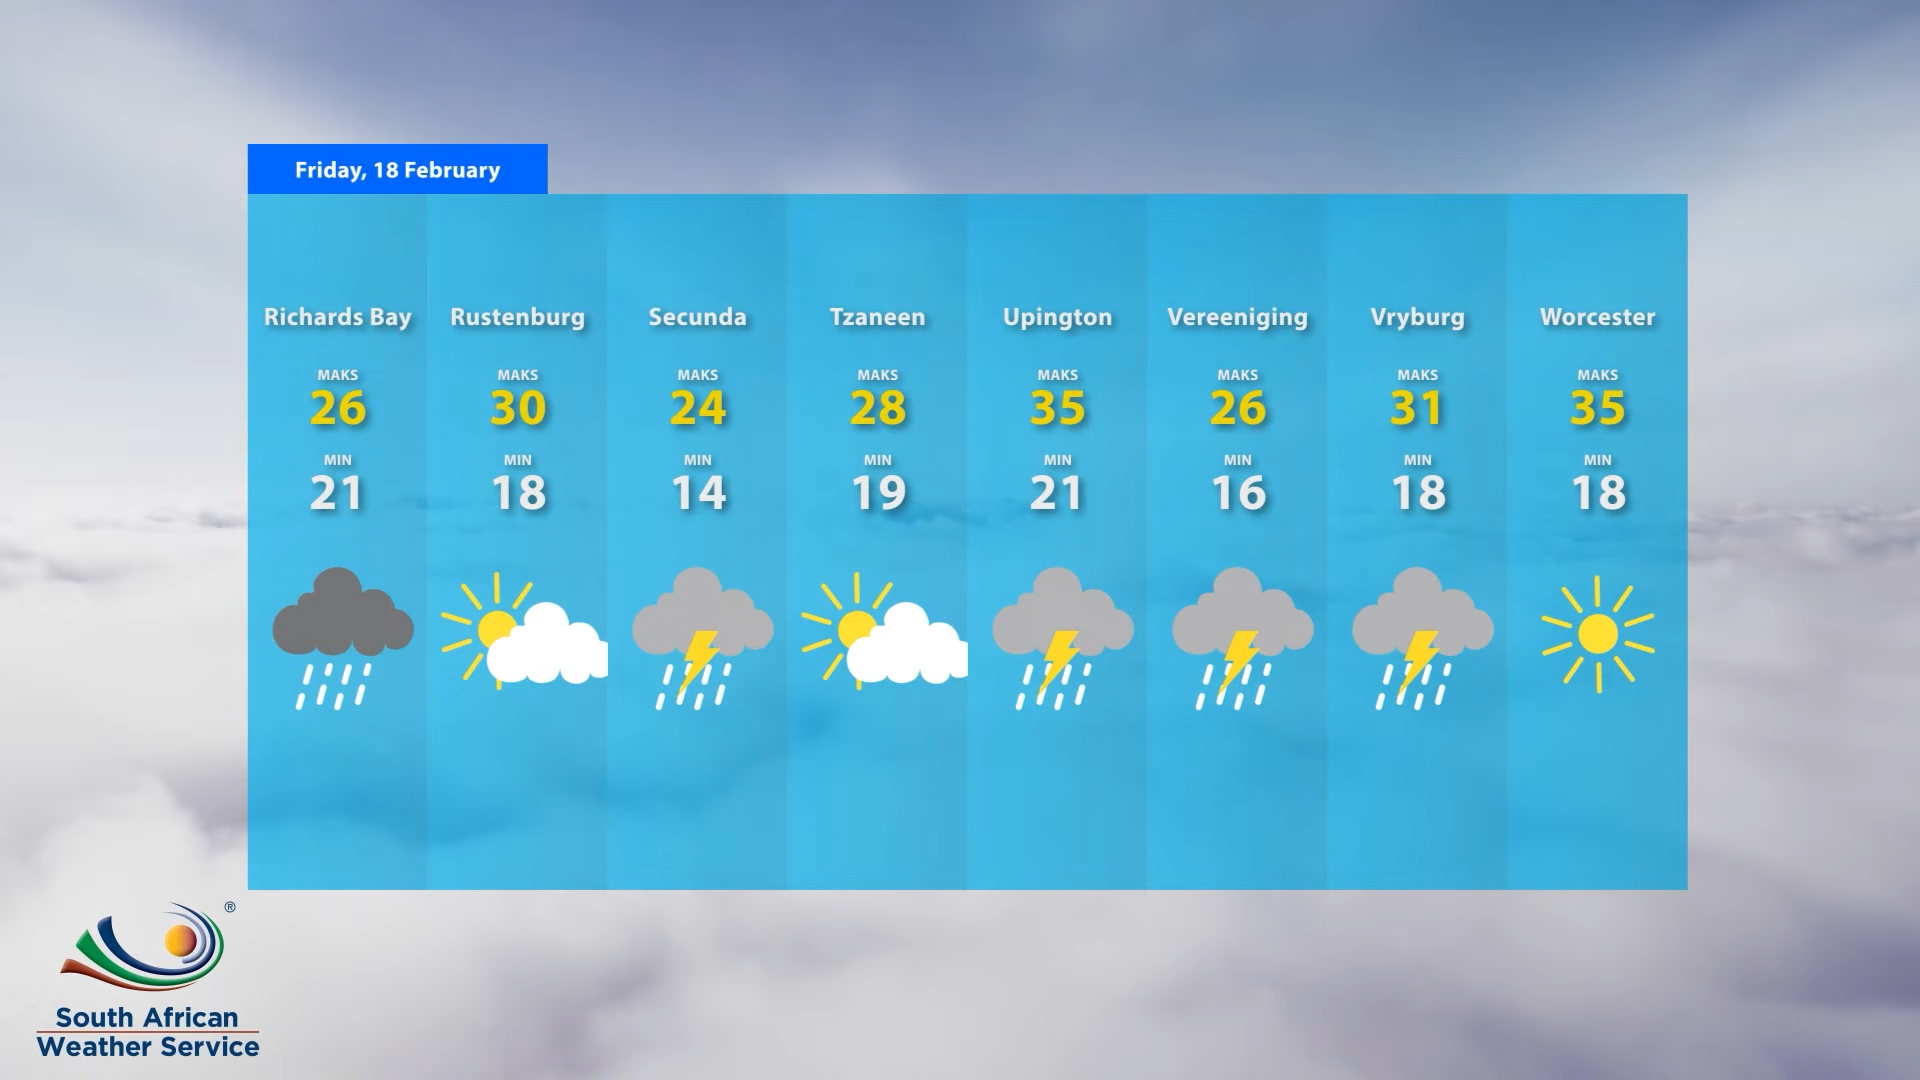 Friday, 18 February
Richards Bay
MAKS
26
MIN
21
Rustenburg
MAKS
30
MIN
18
Secunda
MAKS
24
MIN
14
Tzaneen
MAKS
28
MIN
19
Upington
MAKS
35
MIN
21
Vereeniging
MAKS
26
MIN
16
Vryburg
MAKS
31
MIN
18
Worcester
MAKS
35
MIN
18
®
South African
Weather Service